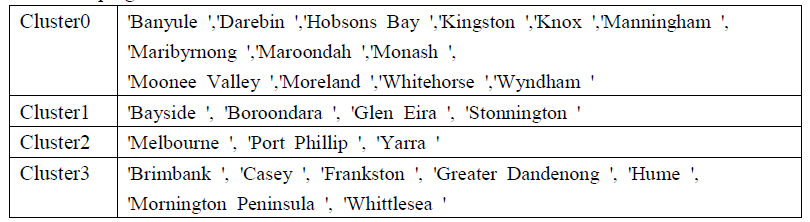 Cluster0 'Banyule ','Darebin ','Hobsons Bay ','Kingston ','Knox ','Manningham ',
'Maribyrnong ','Maroondah ','Monash ',
'Moonee Valley ','Moreland ','Whitehorse ','Wyndham '
Cluster1 'Bayside ', 'Boroondara ', 'Glen Eira ', 'Stonnington '
Cluster2 'Melbourne ', 'Port Phillip ', 'Yarra '
Cluster3 'Brimbank ', 'Casey ', 'Frankston ', 'Greater Dandenong ', 'Hume ',
'Mornington Peninsula ', 'Whittlesea '